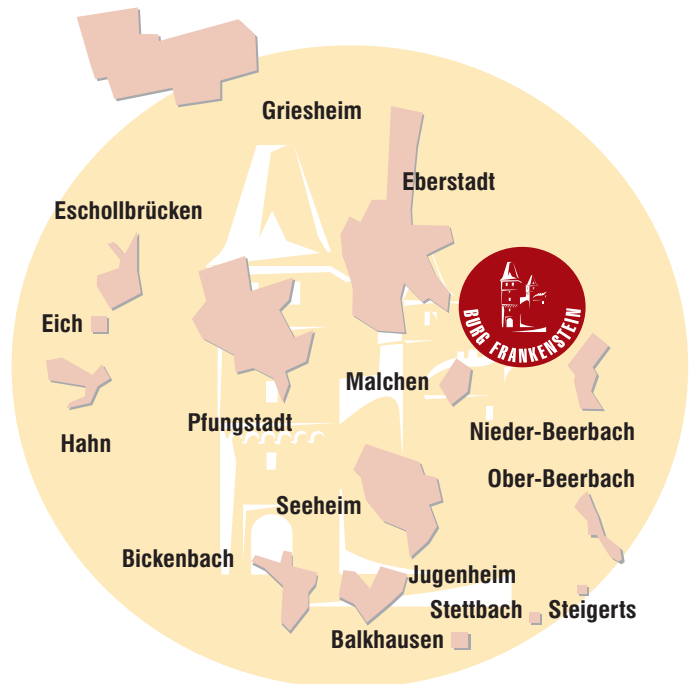 Griesheim
Eberstadt
Eschollbrücken
Eich
BURG FRANKENSTEIN
Malchen
Pfungstadt
Nieder-Beerbach
Hahn
Ober-Beerbach
Seeheim
Bickenbach
Jugenheim
Stettbach
Steigerts
Balkhausen